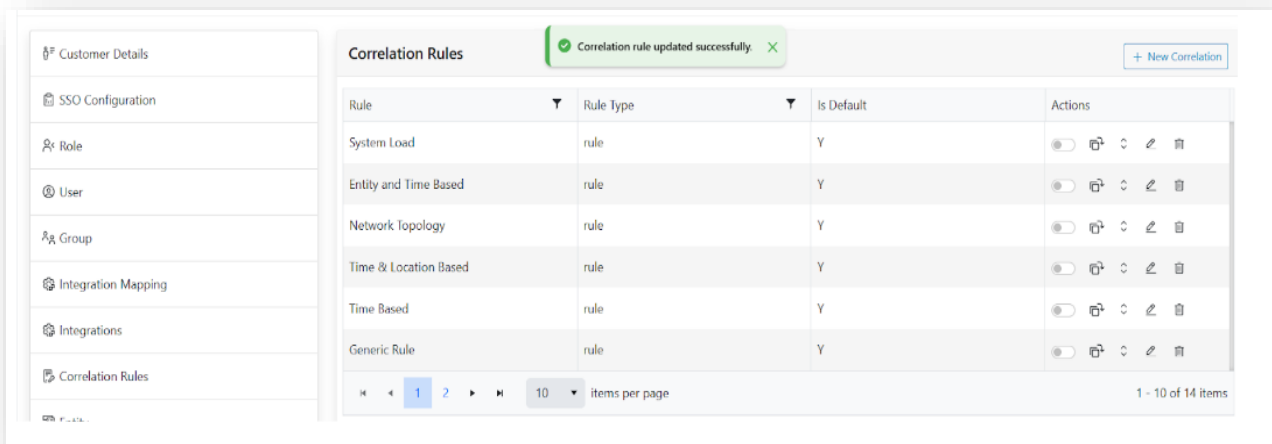 Customer Details
SSO Configuration
Role
User
Group
Integration Mapping
Integrations
Correlation Rules
Entity
Correlation Rules
Correlation rule updated successfully.
+ New Correlation
Rule Rule Type Is Default Actions
System Load rule Y
Entity and Time Based rule Y
Network Topology rule Y
Time & Location Based rule Y
Time Based rule Y
Generic Rule rule Y
1 2 10 items per page 1 - 10 of 14 items